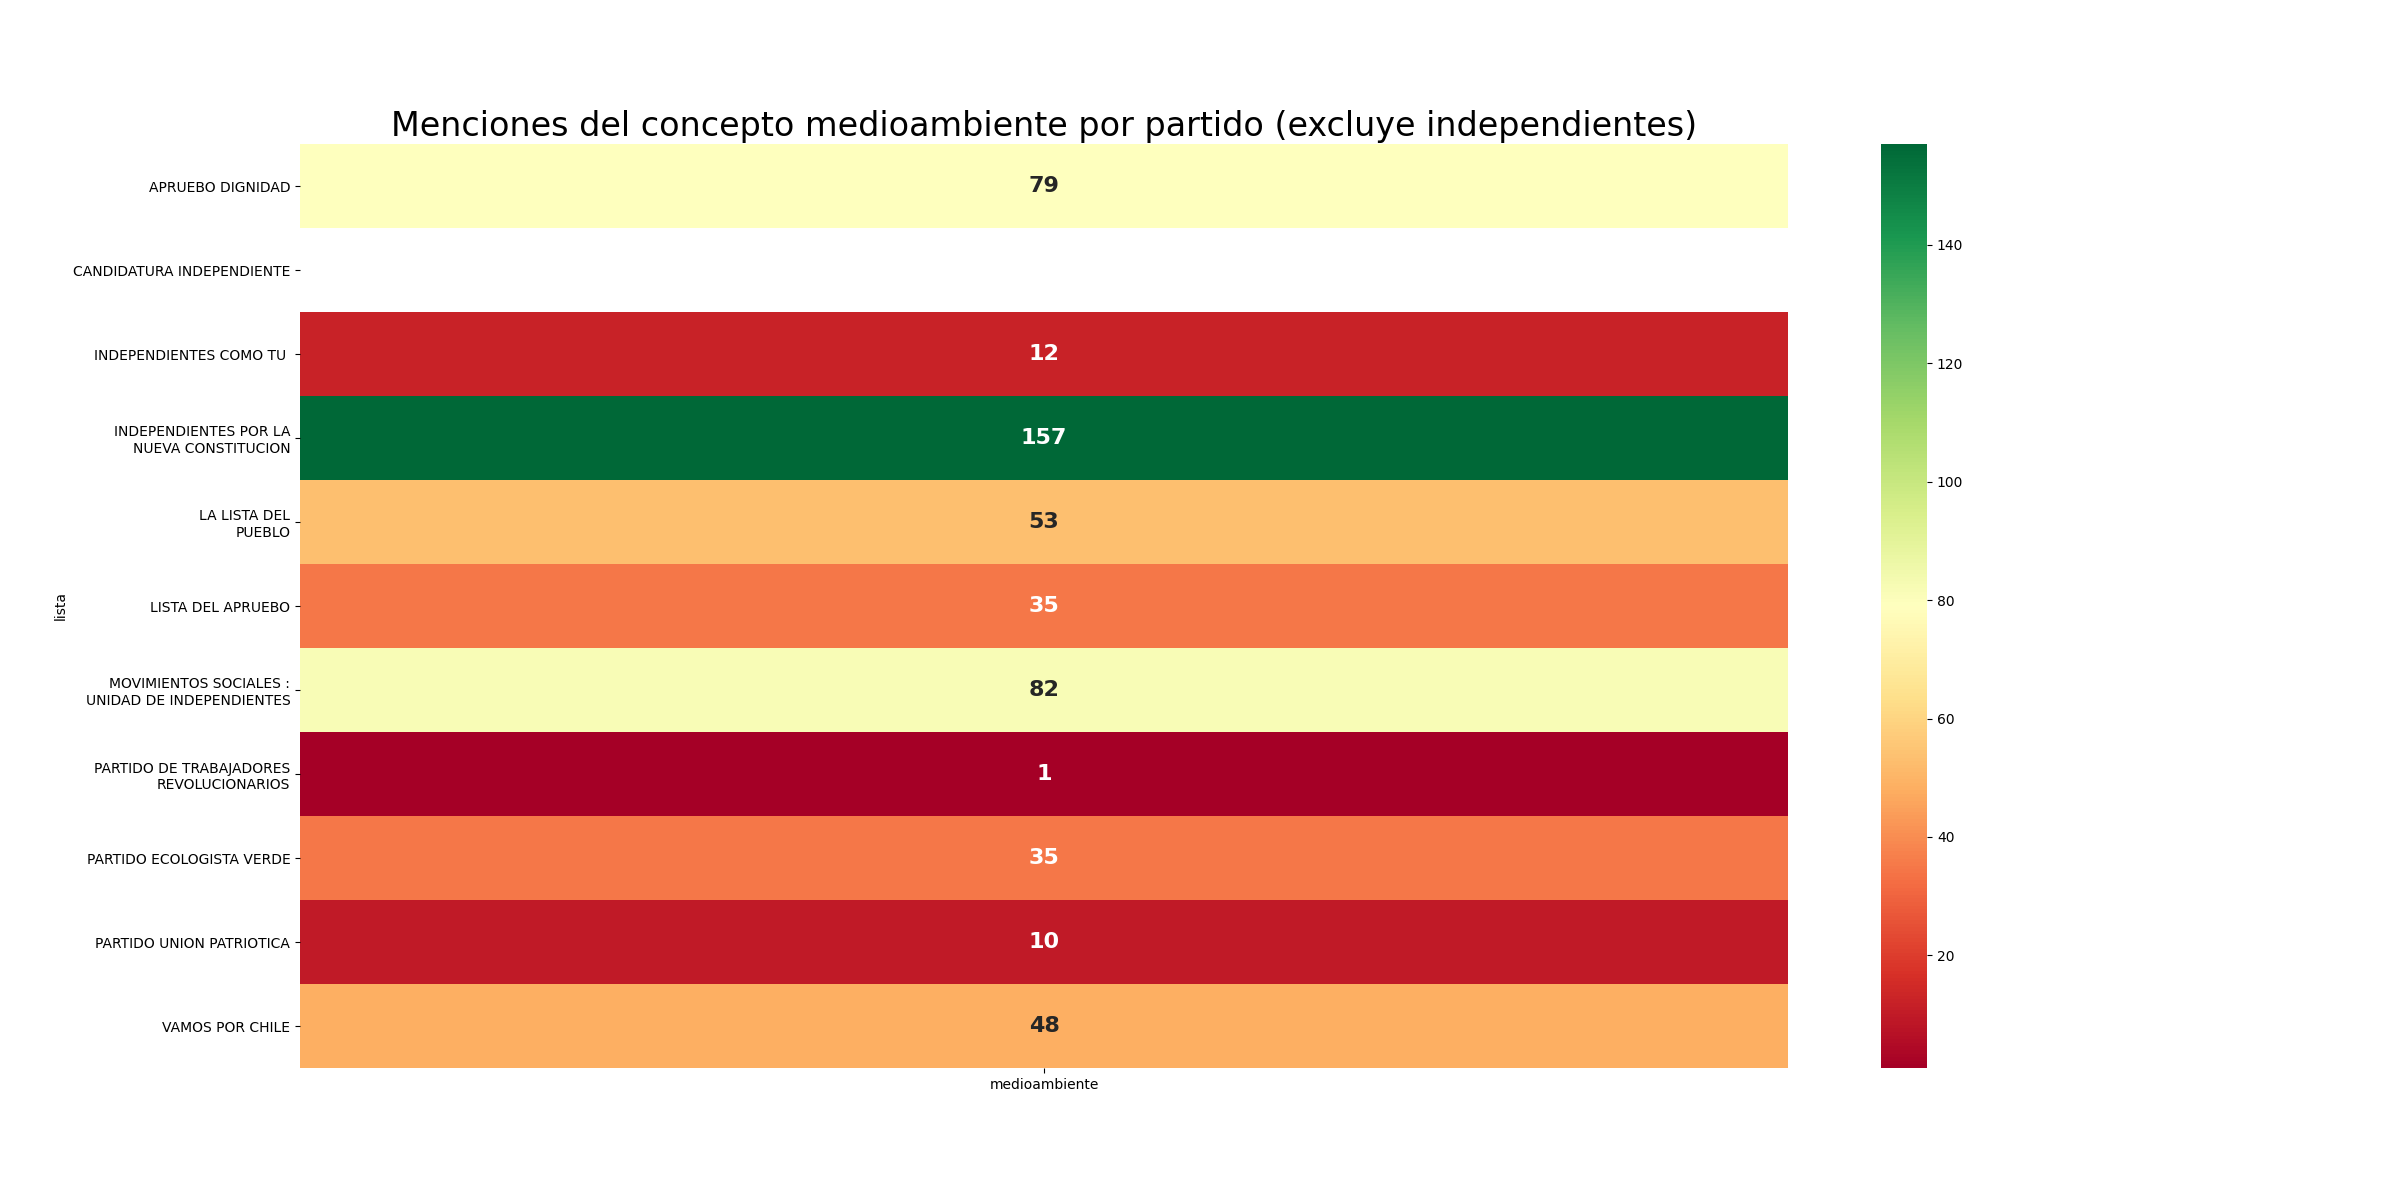 Menciones del concepto medioambiente por partido (excluye independientes)
APRUEBO DIGNIDAD
79
CANDIDATURA INDEPENDIENTE
INDEPENDIENTES COMO TU
12
INDEPENDIENTES POR LA
NUEVA CONSTITUCION
157
LA LISTA DEL
PUEBLO
53
LISTA DEL APRUEBO
35
MOVIMIENTOS SOCIALES :
UNIDAD DE INDEPENDIENTES
82
PARTIDO DE TRABAJADORES
REVOLUCIONARIOS
1
PARTIDO ECOLOGISTA VERDE
35
PARTIDO UNION PATRIOTICA
10
VAMOS POR CHILE
48
lista
medioambiente
140
120
100
80
60
40
20